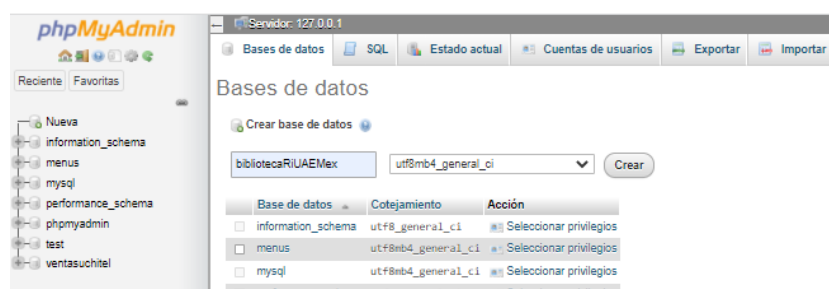 phpMyAdmin
Reciente Favoritas
Nueva
information_schema
menus
mysql
performance_schema
phpmyadmin
test
ventasuchitel
Servidor: 127.0.0.1
Bases de datos SQL Estado actual Cuentas de usuarios Exportar Importar
Bases de datos
Crear base de datos
bibliotecaRiUAEMex utf8mb4_general_ci Crear
Base de datos Cotejamiento Acción
information_schema utf8_general_ci Seleccionar privilegios
menus utf8mb4_general_ci Seleccionar privilegios
mysql utf8mb4_general_ci Seleccionar privilegios